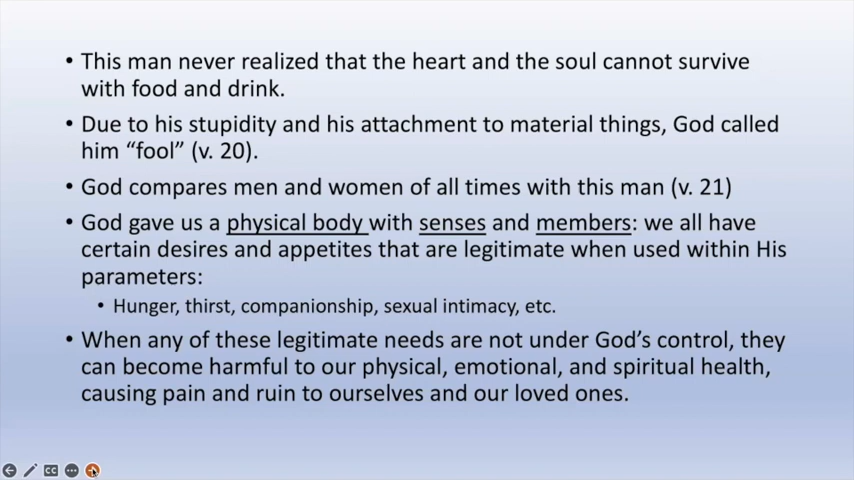 • This man never realized that the heart and the soul cannot survive
with food and drink.
• Due to his stupidity and his attachment to material things, God called
him “fool” (v. 20).
• God compares men and women of all times with this man (v. 21)
• God gave us a physical body with senses and members: we all have
certain desires and appetites that are legitimate when used within His
parameters:
• Hunger, thirst, companionship, sexual intimacy, etc.
• When any of these legitimate needs are not under God’s control, they
can become harmful to our physical, emotional, and spiritual health,
causing pain and ruin to ourselves and our loved ones.
CC